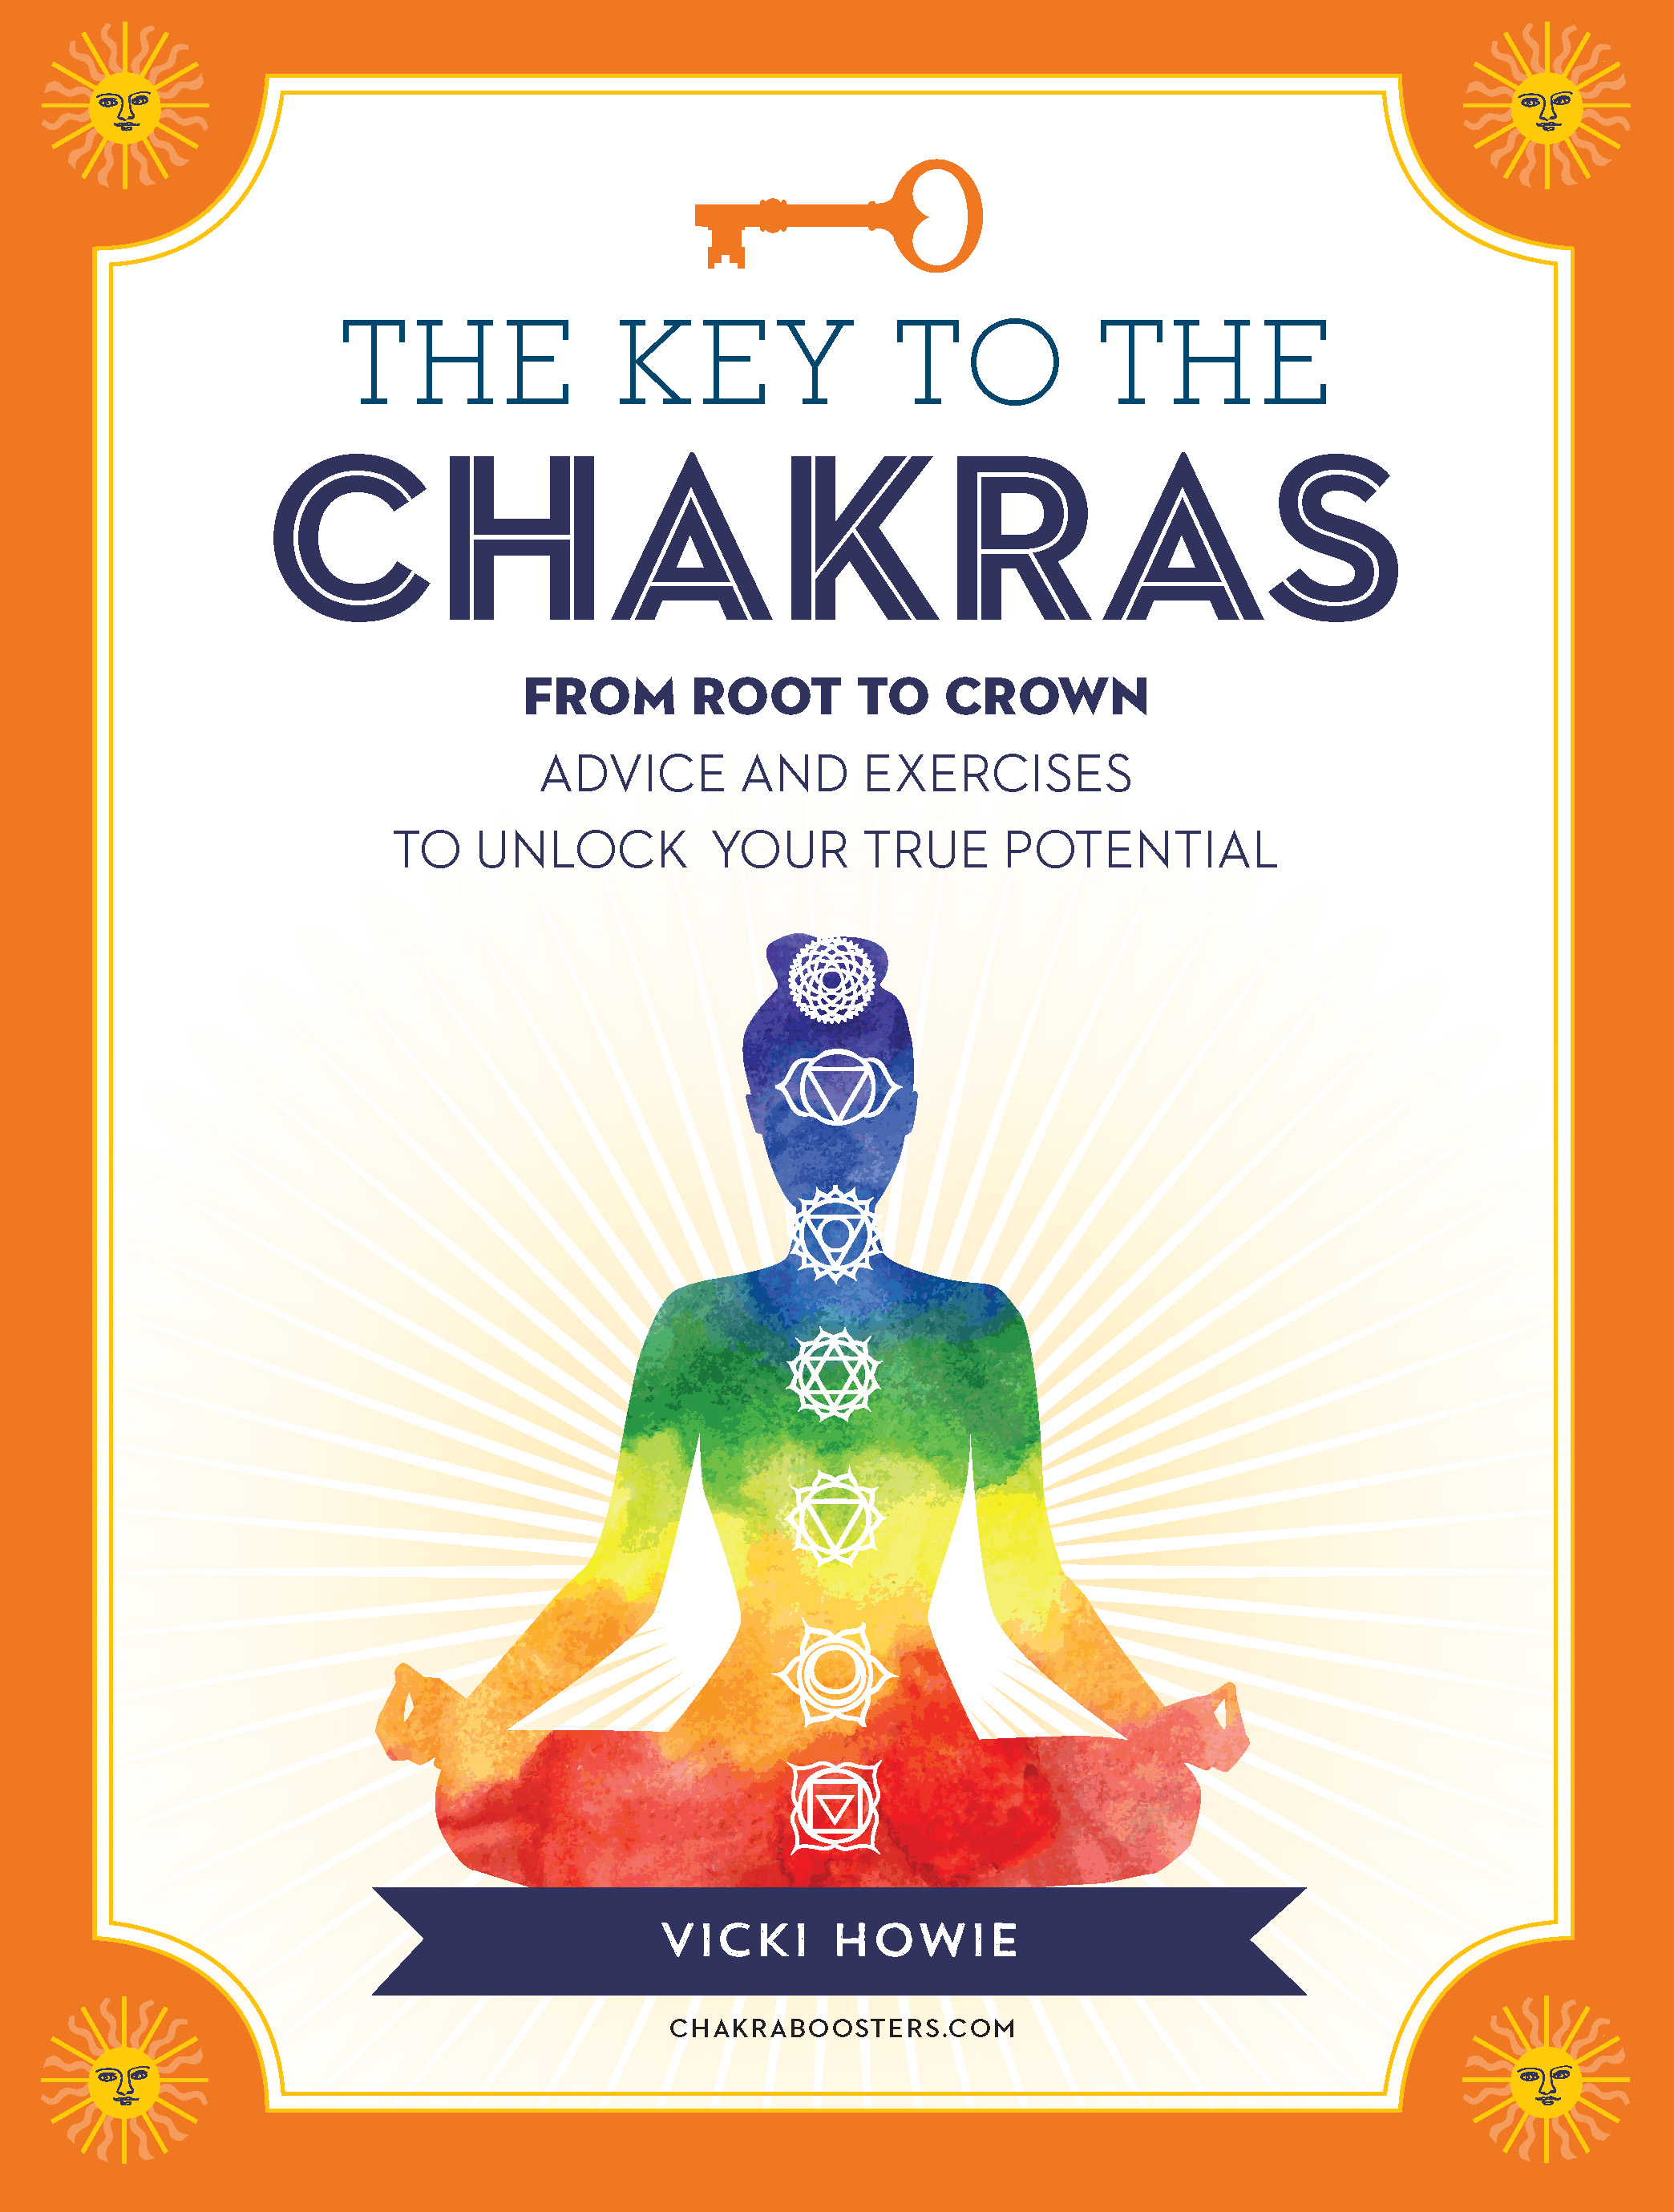 THE KEY TO THE
CHAKRAS
FROM ROOT TO CROWN
ADVICE AND EXERCISES
TO UNLOCK YOUR TRUE POTENTIAL
VICKI HOWIE
CHAKRABOOSTERS.COM